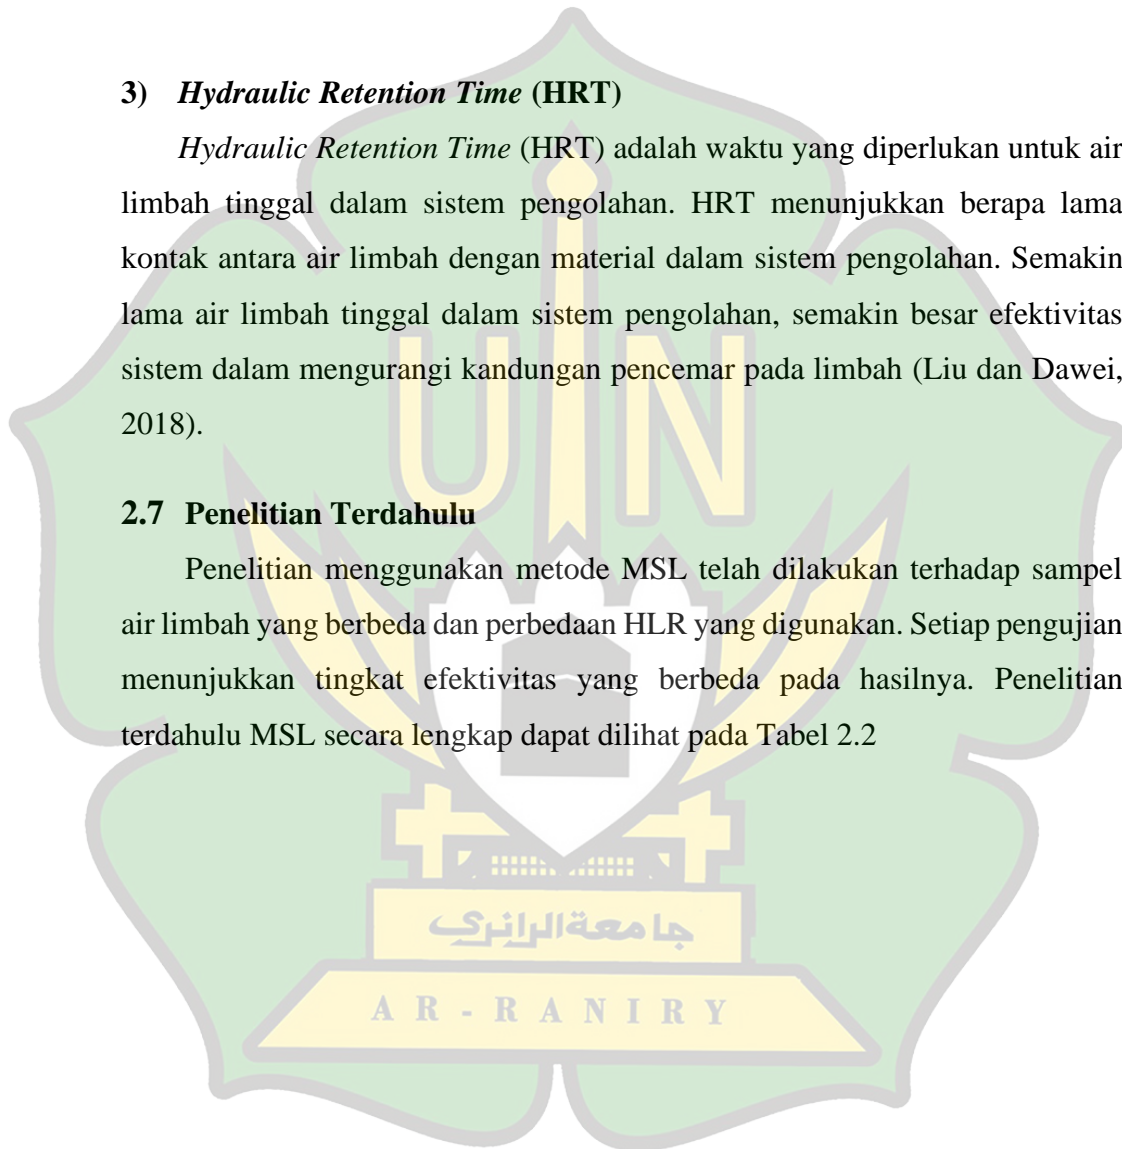 3) Hydraulic Retention Time (HRT)
Hydraulic Retention Time (HRT) adalah waktu yang diperlukan untuk air
limbah tinggal dalam sistem pengolahan. HRT menunjukkan berapa lama
kontak antara air limbah dengan material dalam sistem pengolahan. Semakin
lama air limbah tinggal dalam sistem pengolahan, semakin besar efektivitas
sistem dalam mengurangi kandungan pencemar pada limbah (Liu dan Dawei,
2018).
2.7 Penelitian Terdahulu
Penelitian menggunakan metode MSL telah dilakukan terhadap sampel
air limbah yang berbeda dan perbedaan HLR yang digunakan. Setiap pengujian
menunjukkan tingkat efektivitas yang berbeda pada hasilnya. Penelitian
terdahulu MSL secara lengkap dapat dilihat pada Tabel 2.2
UIN
جامعة الرانري
AR-RANIRY